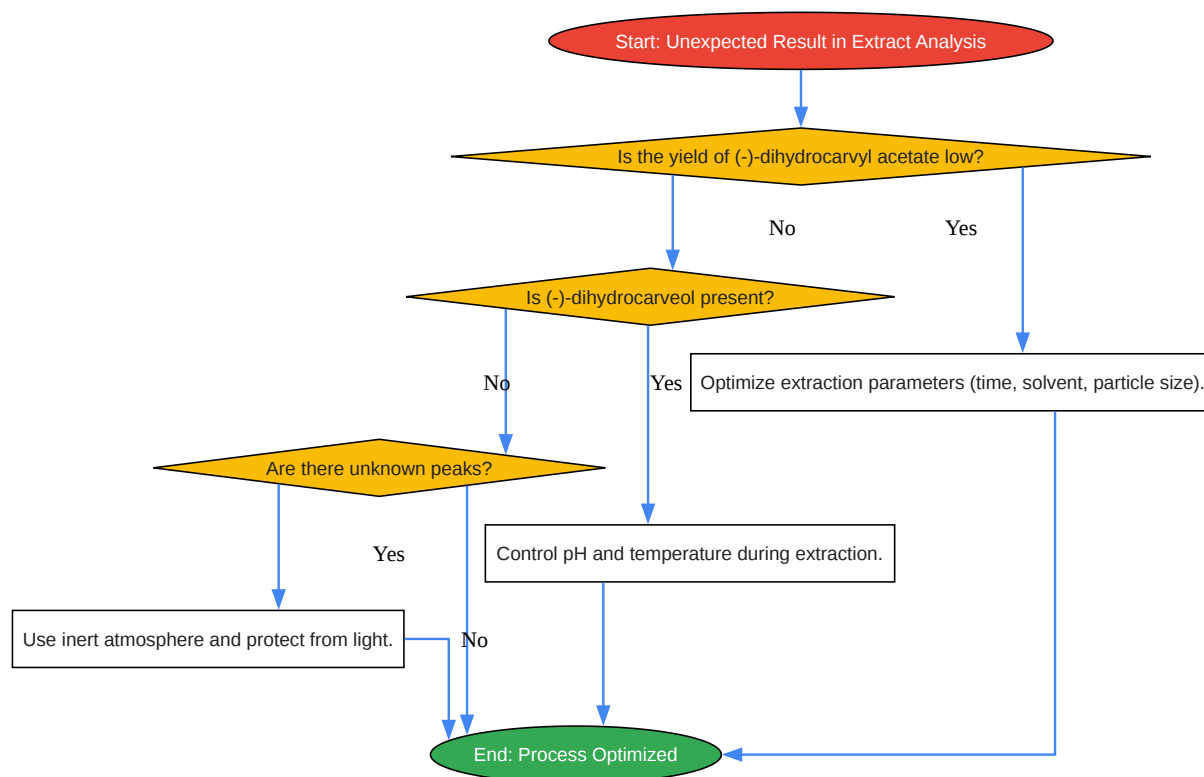 Start: Unexpected Result in Extract Analysis
Is the yield of (-)-dihydrocarvyl acetate low?
No
Yes
Is (-)-dihydrocarveol present?
No
Yes
Optimize extraction parameters (time, solvent, particle size).
Are there unknown peaks?
Yes
Control pH and temperature during extraction.
Use inert atmosphere and protect from light.
No
End: Process Optimized